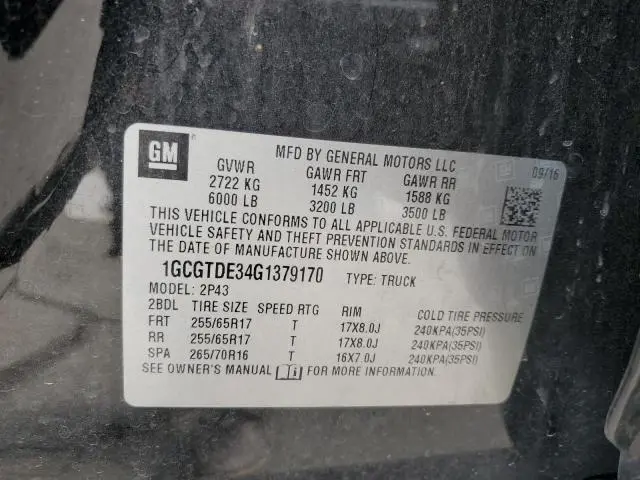 GM
MFD BY GENERAL MOTORS LLC
09/16
GVWR GAWR FRT GAWR RR
2722 KG 1452 KG 1588 KG
6000 LB 3200 LB 3500 LB
THIS VEHICLE CONFORMS TO ALL APPLICABLE U.S. FEDERAL MOTOR
VEHICLE SAFETY AND THEFT PREVENTION STANDARDS IN EFFECT ON
THE DATE OF MANUFACTURE SHOWN ABOVE.
1GCGTDE34G1379170 TYPE: TRUCK
MODEL: 2P43
2BDL TIRE SIZE SPEED RTG RIM COLD TIRE PRESSURE
FRT 255/65R17 T 17X8.0J 240KPA(35PSI)
RR 255/65R17 T 17X8.0J 240KPA(35PSI)
SPA 265/70R16 T 16X7.0J 240KPA(35PSI)
SEE OWNER'S MANUAL FOR MORE INFORMATION.